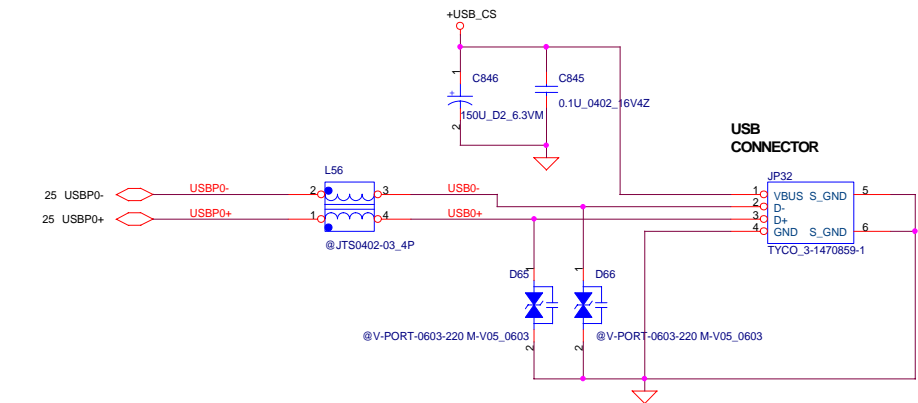 +USB_CS
1
C846
C845
+
150U_D2_6.3VM
0.1U_0402_16V4Z
2
USB
CONNECTOR
L56
JP32
25 USBP0-
USBP0-
2
3
USB0-
1
VBUS
S_GND
5
2
D-
25 USBP0+
USBP0+
1
4
USB0+
3
D+
4
GND
S_GND
6
@JTS0402-03_4P
TYCO_3-1470859-1
D65
1
1
D66
@V-PORT-0603-220 M-V05_0603
@V-PORT-0603-220 M-V05_0603
2
2